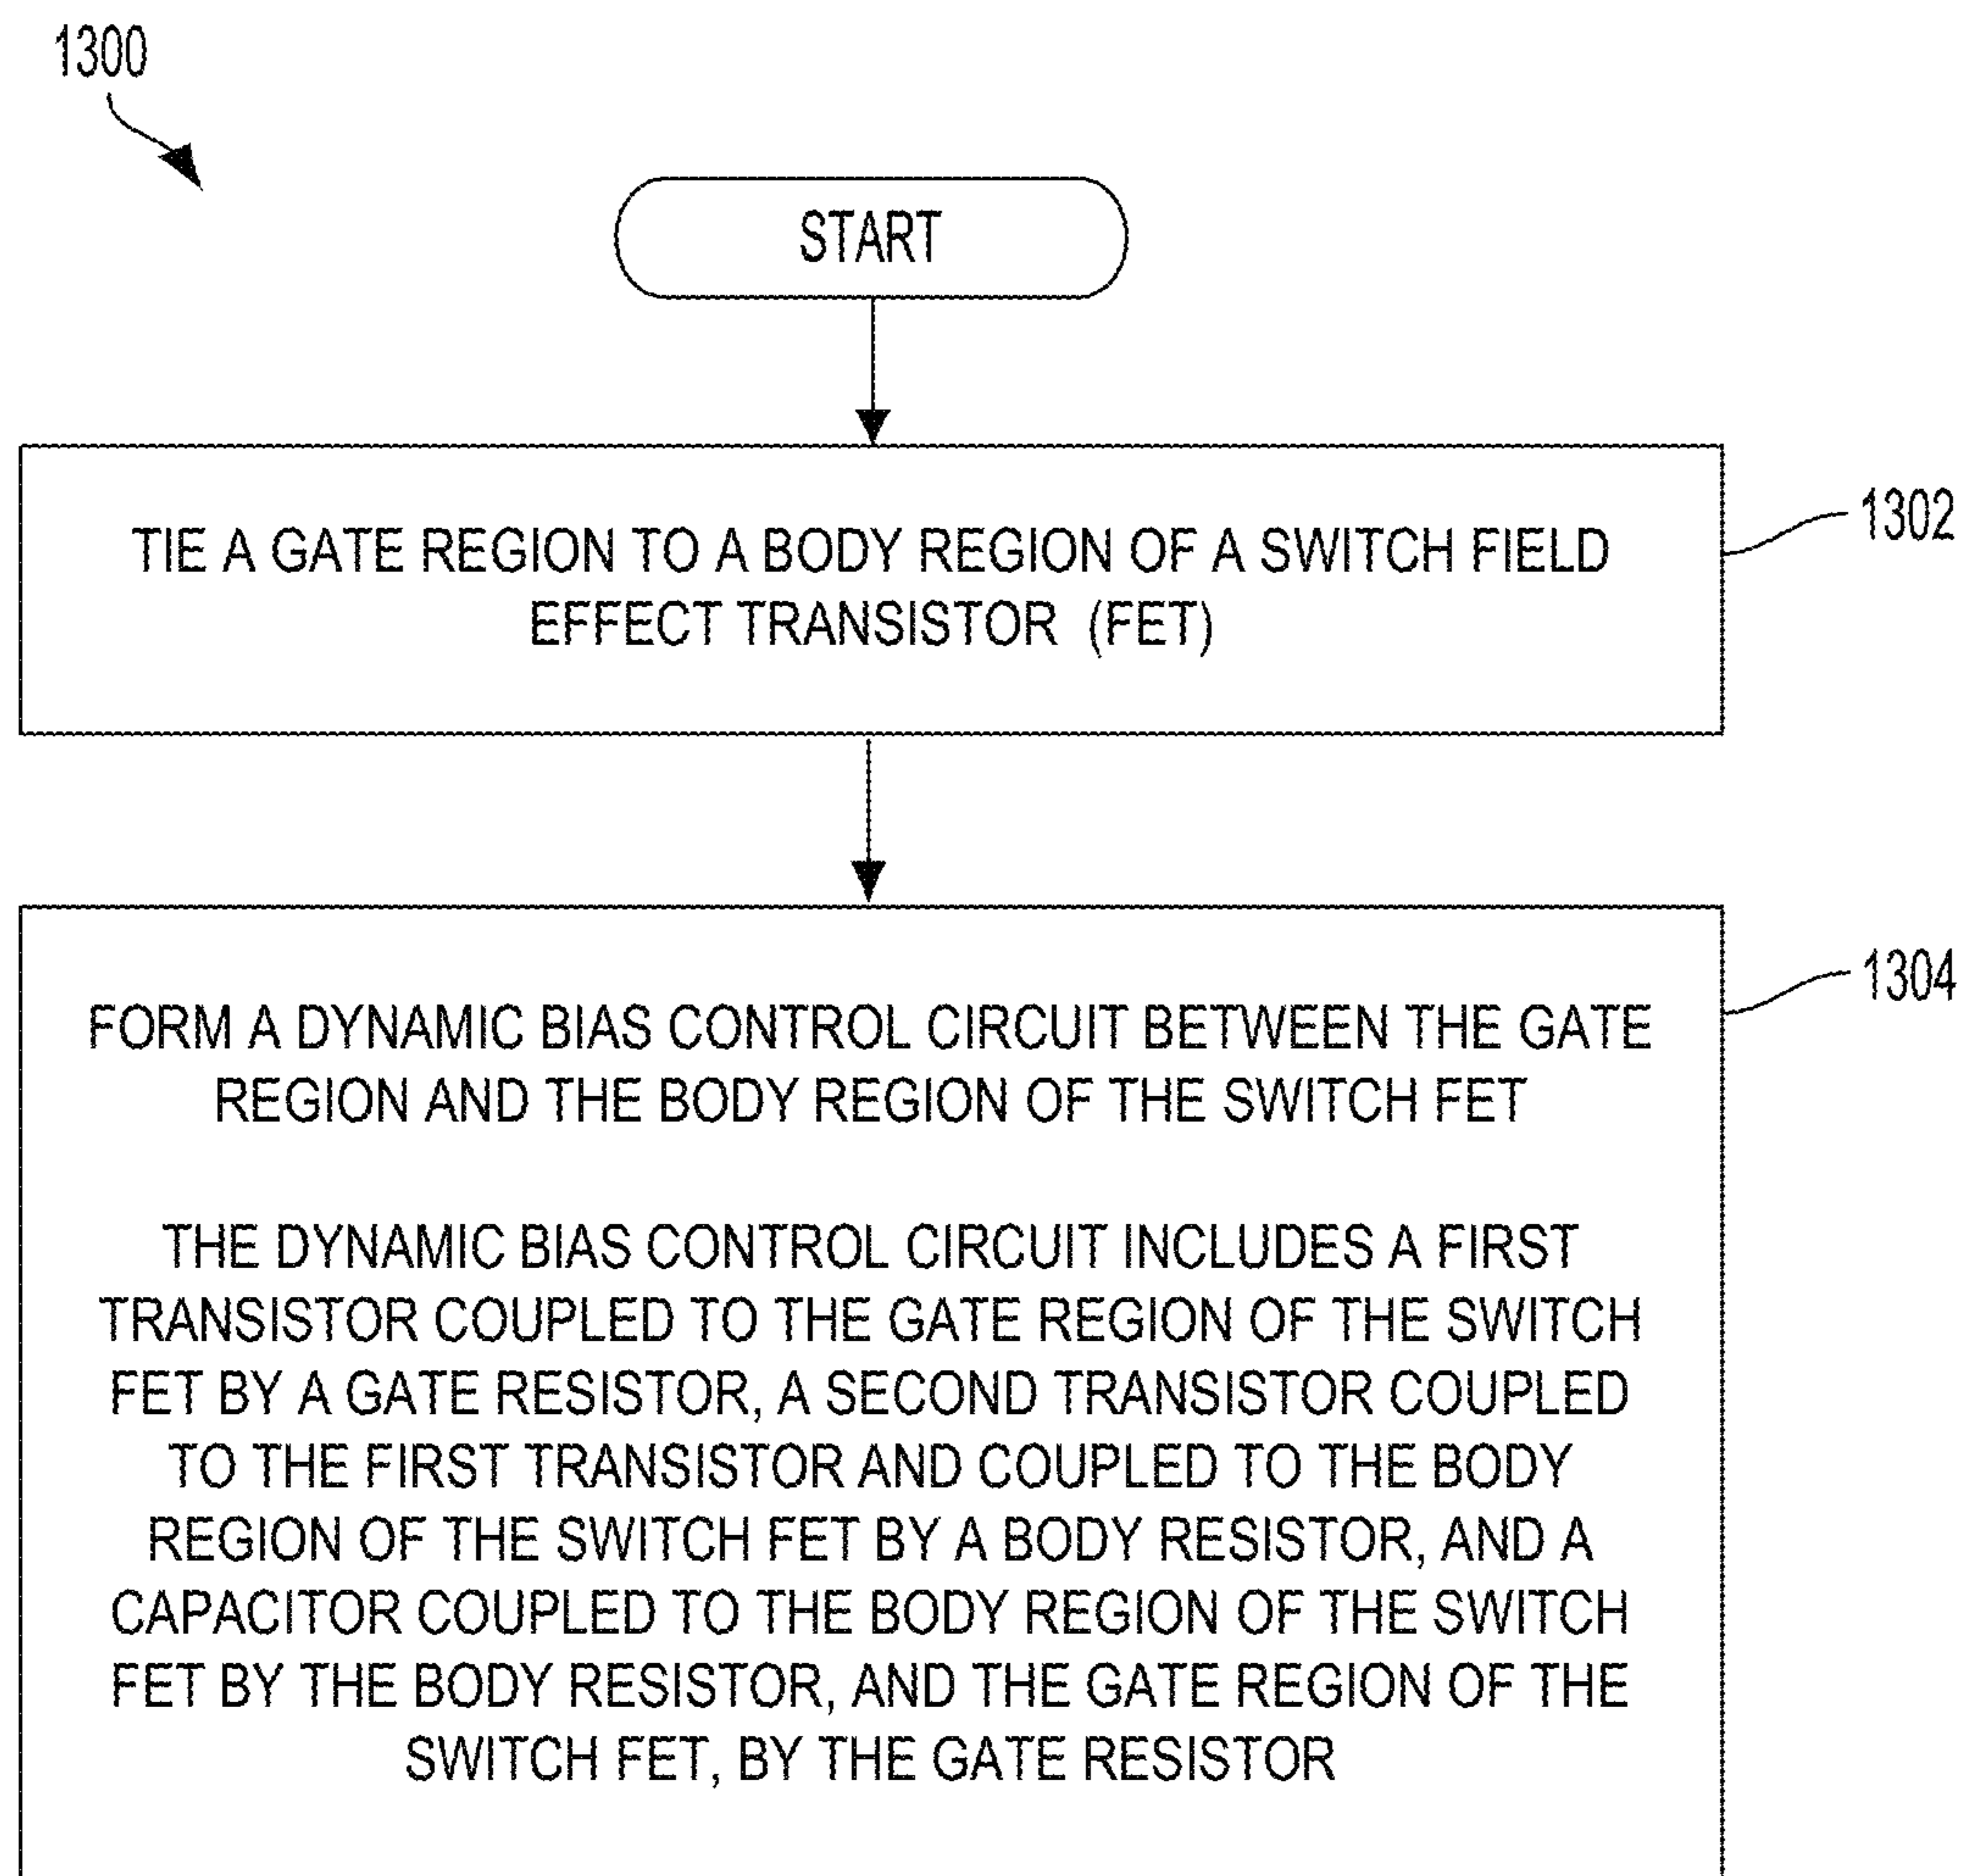 1300
START
TIE A GATE REGION TO A BODY REGION OF A SWITCH FIELD
EFFECT TRANSISTOR (FET)
1302
FORM A DYNAMIC BIAS CONTROL CIRCUIT BETWEEN THE GATE
REGION AND THE BODY REGION OF THE SWITCH FET
1304
THE DYNAMIC BIAS CONTROL CIRCUIT INCLUDES A FIRST
TRANSISTOR COUPLED TO THE GATE REGION OF THE SWITCH
FET BY A GATE RESISTOR, A SECOND TRANSISTOR COUPLED
TO THE FIRST TRANSISTOR AND COUPLED TO THE BODY
REGION OF THE SWITCH FET BY A BODY RESISTOR, AND A
CAPACITOR COUPLED TO THE BODY REGION OF THE SWITCH
FET BY THE BODY RESISTOR, AND THE GATE REGION OF THE
SWITCH FET, BY THE GATE RESISTOR